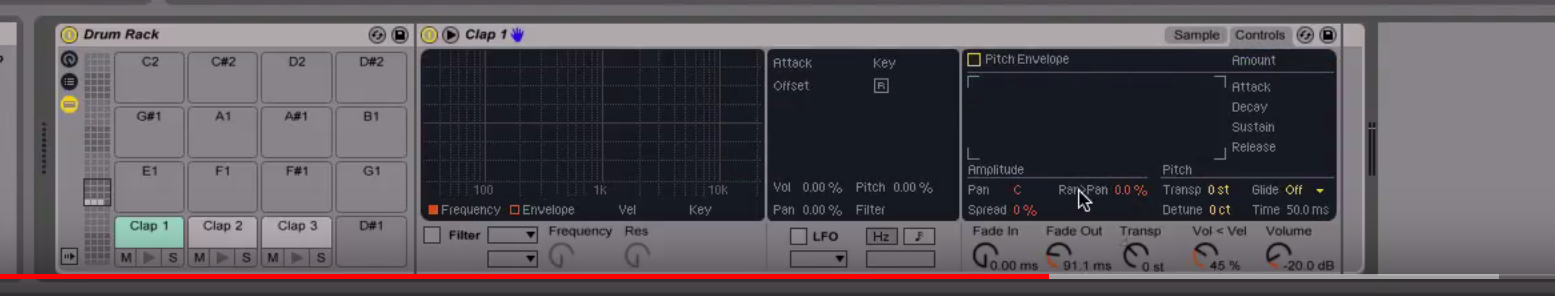 Drum Rack
Clap 1
Sample Controls
C2 C#2 D2 D#2
G#1 A1 A#1 B1
E1 F1 F#1 G1
Clap 1 Clap 2 Clap 3 D#1
M S M S M S
100 1k 10k
Frequency Envelope Vel Key
Filter Frequency Res
Attack Key
Offset R
Vol 0.00 % Pitch 0.00 %
Pan 0.00 % Filter
LFO Hz
Pitch Envelope Amount
Attack
Decay
Sustain
Release
Amplitude Pitch
Pan C Pan 0.0 % Transp 0 st Glide Off
Spread 0 % Detune 0 ct Time 50.0 ms
Fade In Fade Out Transp Vol < Vel Volume
0.00 ms 91.1 ms 0 st 45 % -20.0 dB